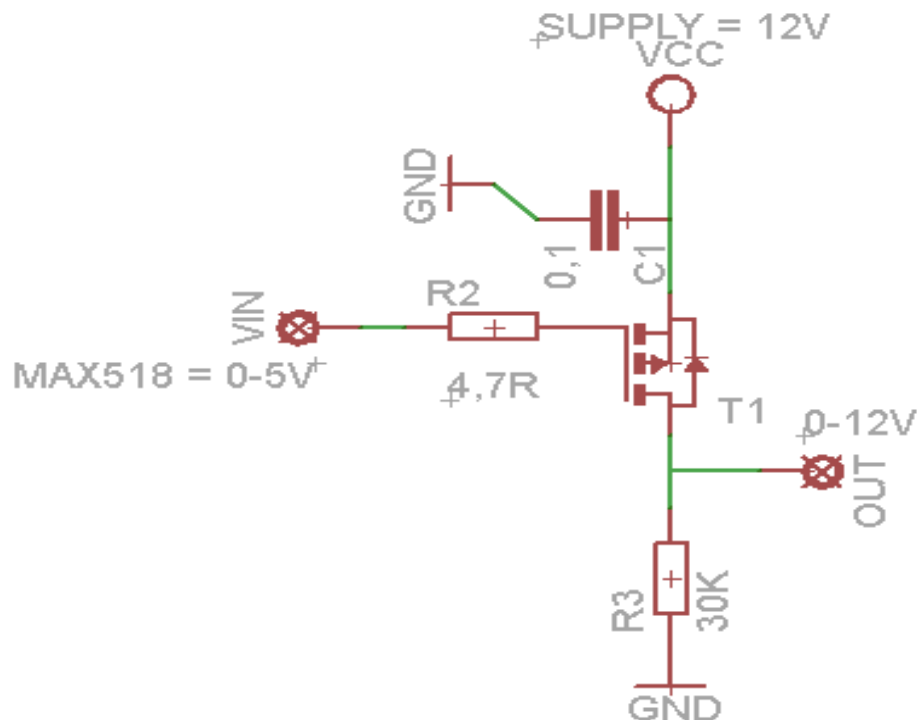 SUPPLY = 12V
VCC
GND
0,1
C1
R2
VIN
MAX518 = 0-5V
4,7R
T1
0-12V
OUT
R3
30K
GND